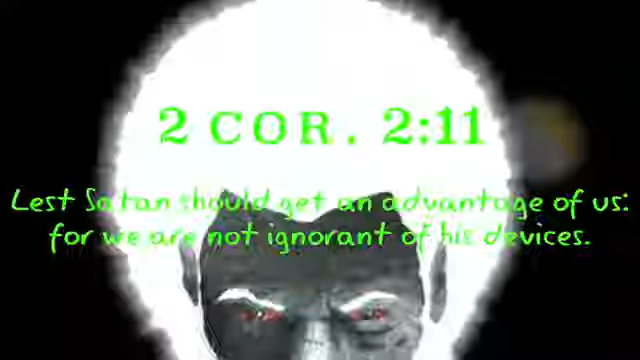 2 COR. 2:11
Lest Satan should get an advantage of us:
for we are not ignorant of his devices.